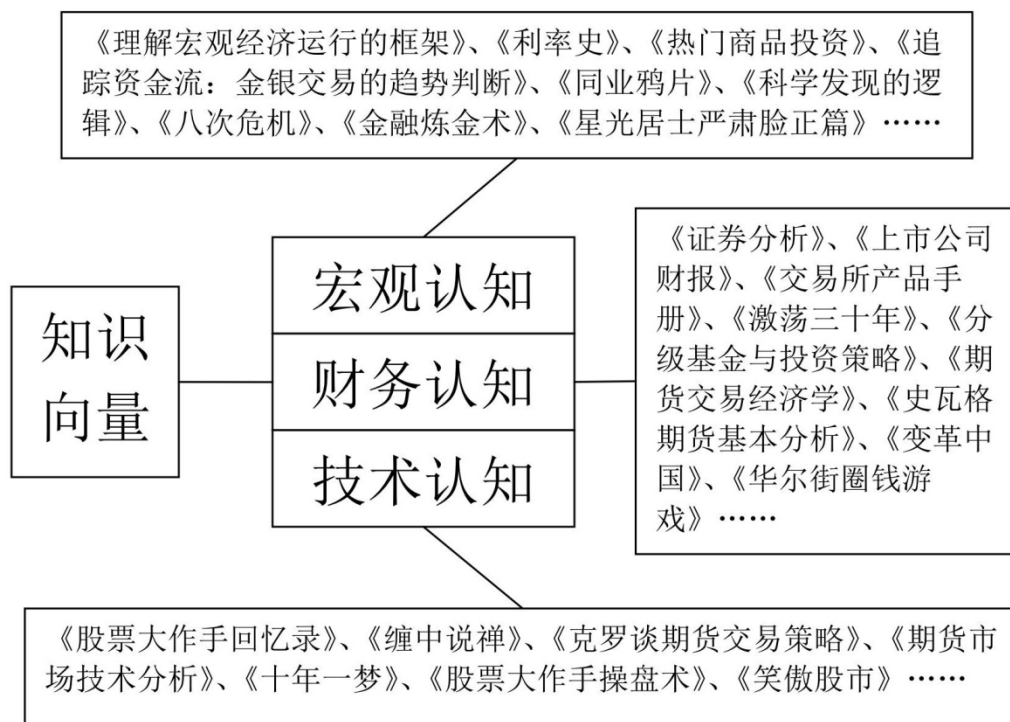 《理解宏观经济运行的框架》、《利率史》、《热门商品投资》、《追
踪资金流：金银交易的趋势判断》、《同业鸦片》、《科学发现的逻
辑》、《八次危机》、《金融炼金术》、《星光居士严肃脸正篇》……
知识
向量
宏观认知
财务认知
技术认知
《证券分析》、《上市公司
财报》、《交易所产品手
册》、《激荡三十年》、《分
级基金与投资策略》、《期
货交易经济学》、《史瓦格
期货基本分析》、《变革中
国》、《华尔街圈钱游
戏》……
《股票大作手回忆录》、《缠中说禅》、《克罗谈期货交易策略》、《期货市
场技术分析》、《十年一梦》、《股票大作手操盘术》、《笑傲股市》……